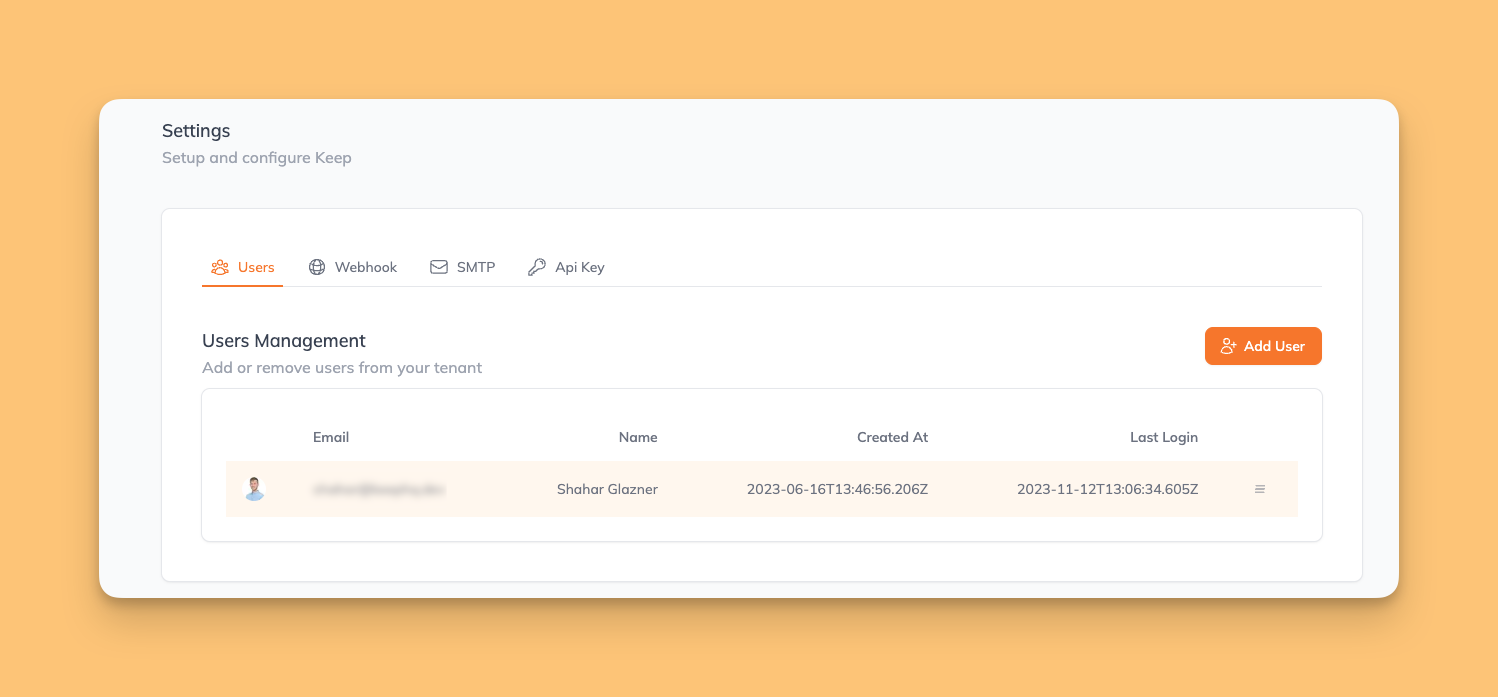 Settings
Setup and configure Keep
Users Webhook SMTP Api Key
Users Management
Add or remove users from your tenant
Add User
Email Name Created At Last Login
Shahar Glazner 2023-06-16T13:46:56.206Z 2023-11-12T13:06:34.605Z